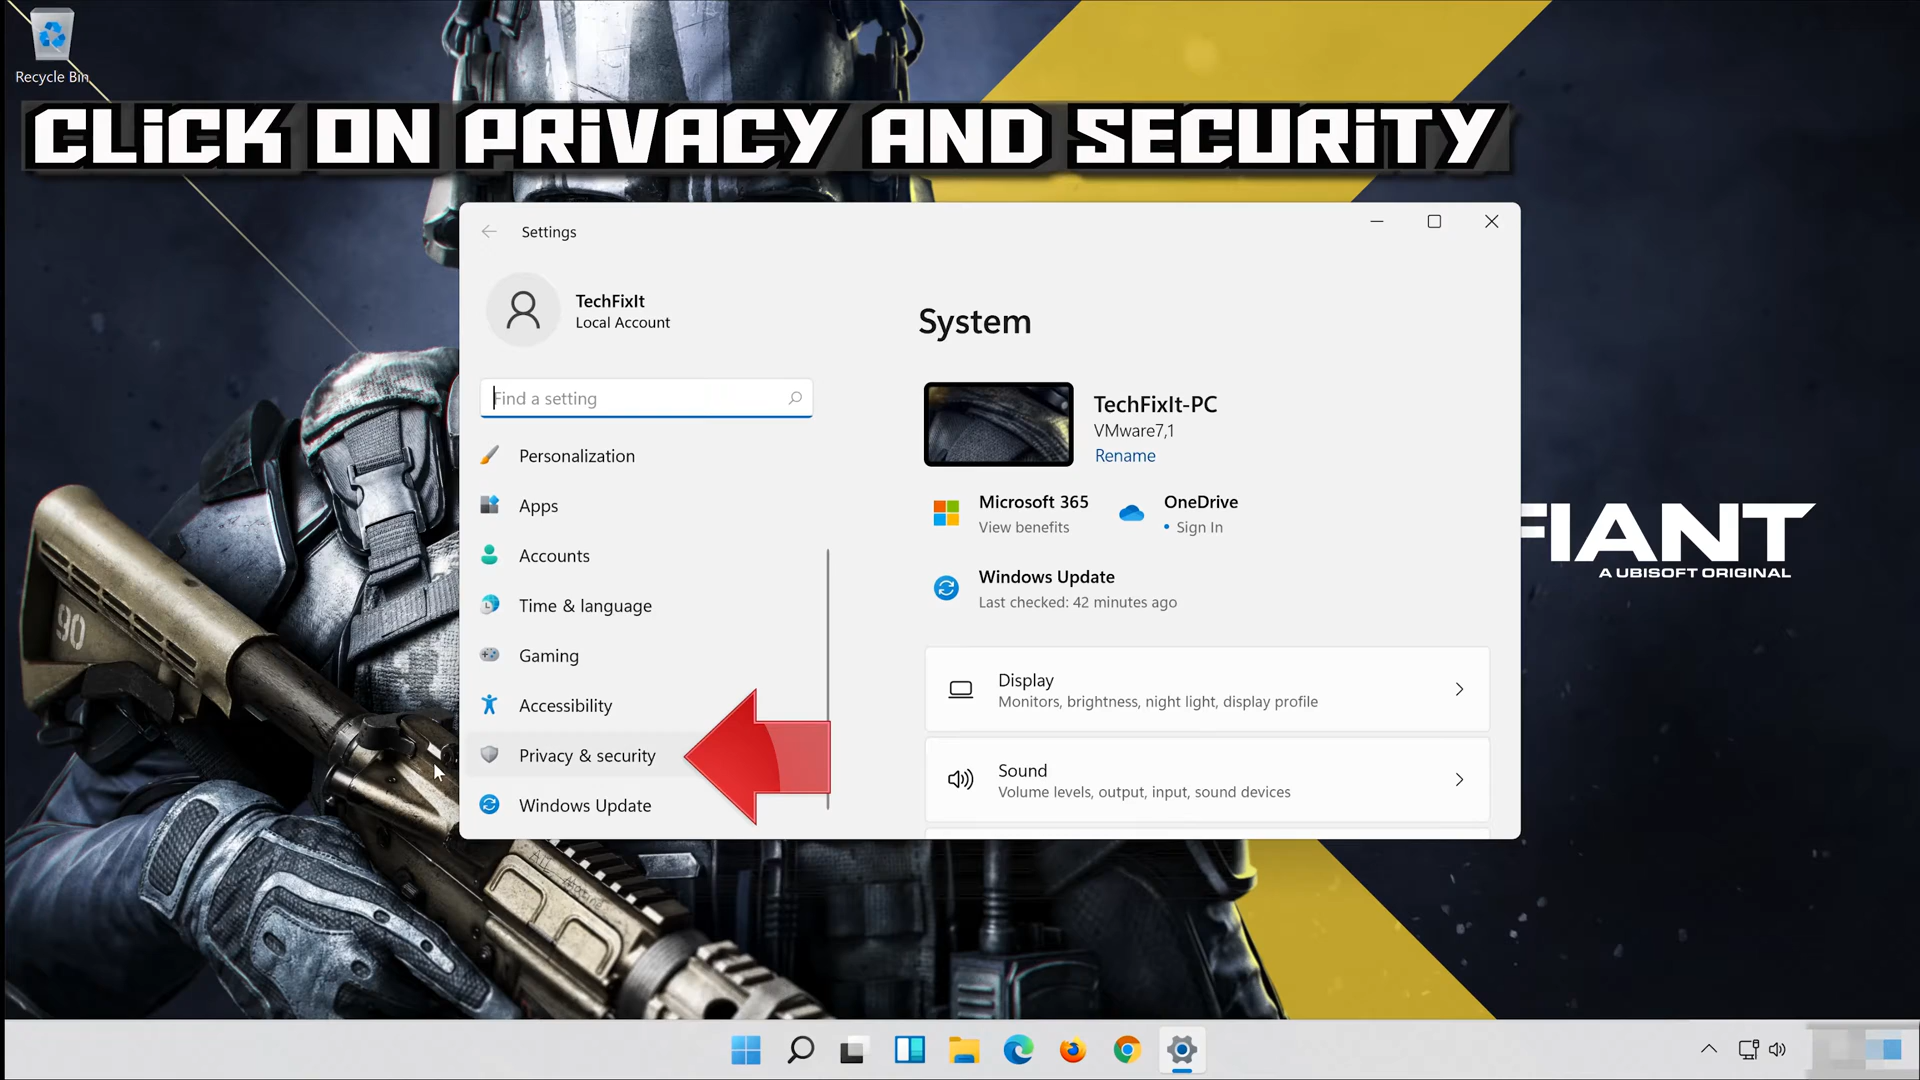 Recycle Bin
CLiCK ON PRiVACY AND SECURiTY
Settings
TechFixIt
Local Account
Find a setting
Personalization
Apps
Accounts
Time & language
Gaming
Accessibility
Privacy & security
Windows Update
System
TechFixIt-PC
VMware7,1
Rename
Microsoft 365
View benefits
OneDrive
• Sign In
Windows Update
Last checked: 42 minutes ago
Display
Monitors, brightness, night light, display profile
Sound
Volume levels, output, input, sound devices
FIANT
A UBISOFT ORIGINAL
90